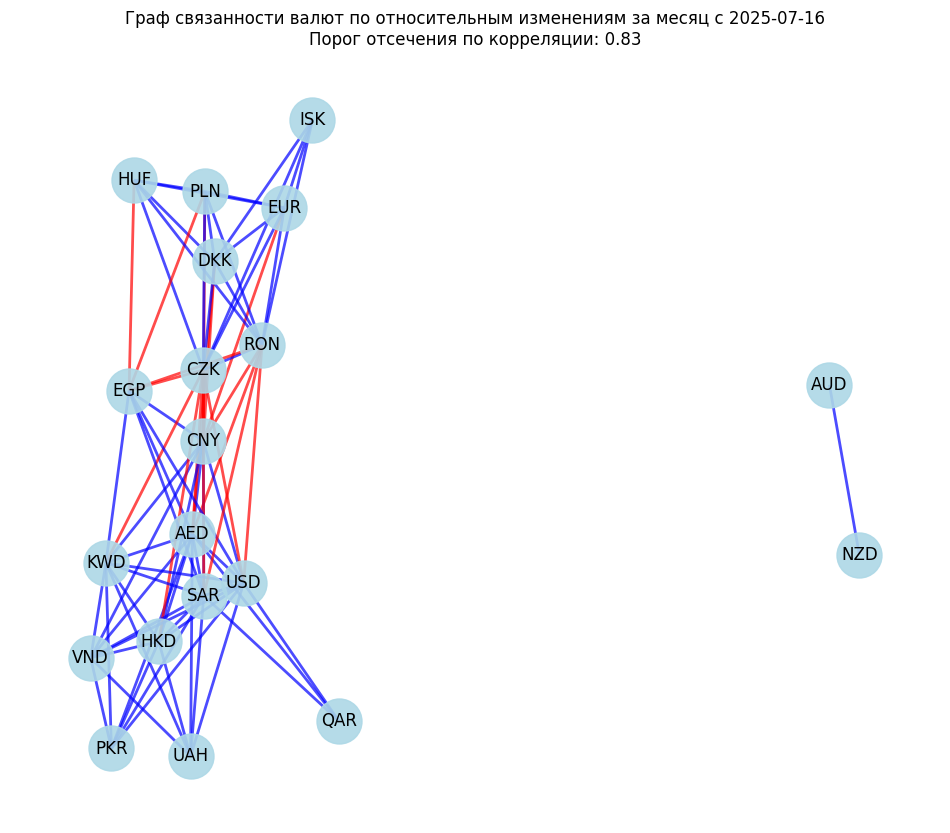 Граф связанности валют по относительным изменениям за месяц с 2025-07-16
Порог отсечения по корреляции: 0.83
ISK
HUF
PLN
EUR
DKK
RON
CZK
EGP
AUD
CNY
AED
NZD
KWD
USD
SAR
HKD
VND
QAR
PKR
UAH